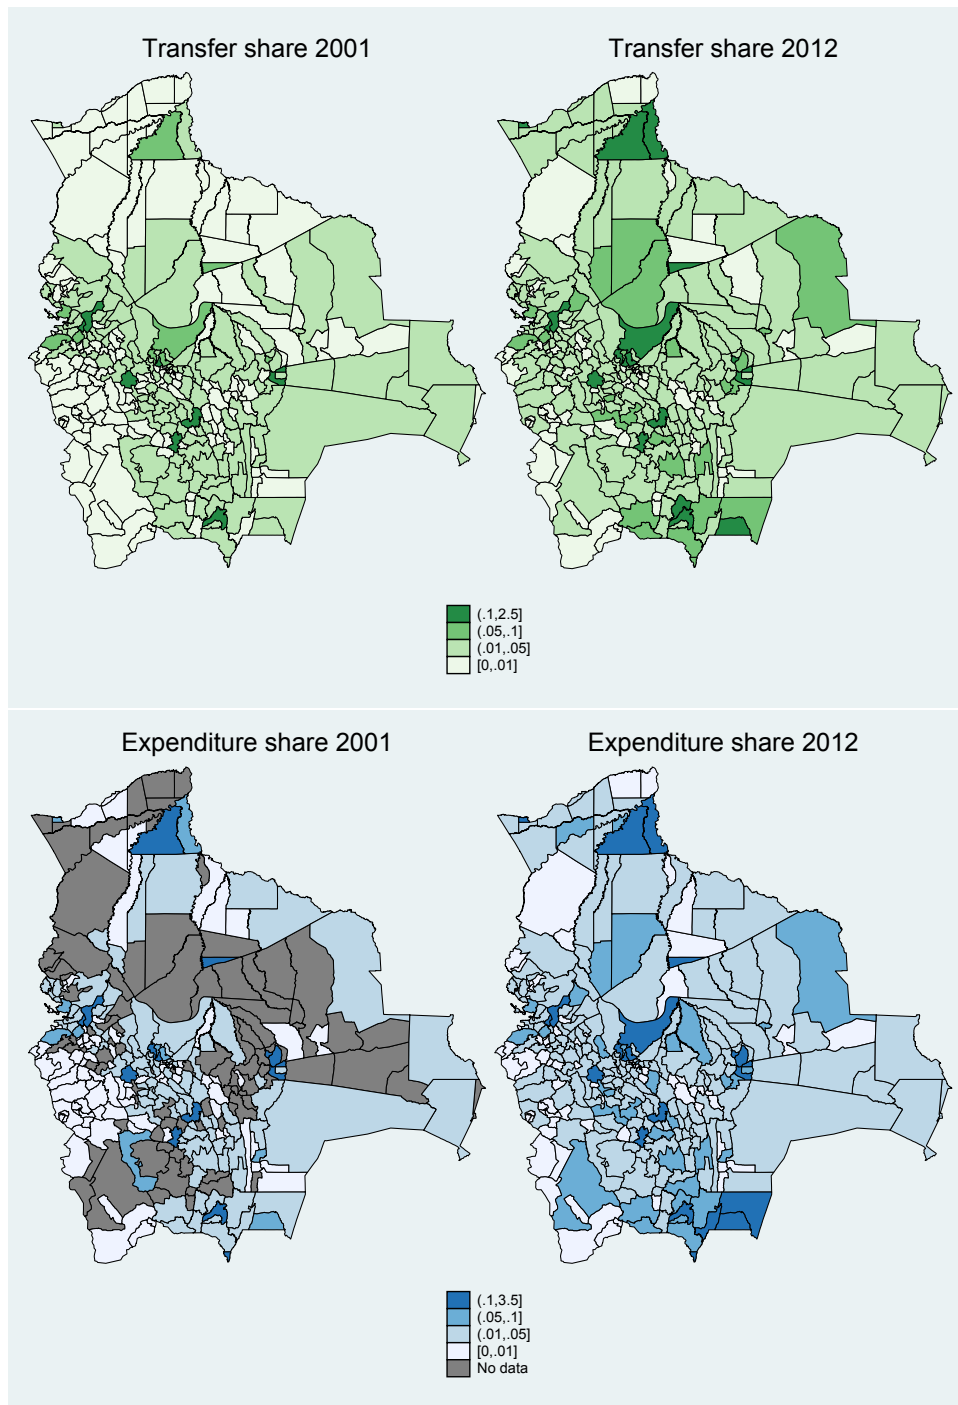 Transfer share 2001
Transfer share 2012
(.1,2.5]
(.05,.1]
(.01,.05]
[0,.01]
Expenditure share 2001
Expenditure share 2012
(.1,3.5]
(.05,.1]
(.01,.05]
[0,.01]
No data